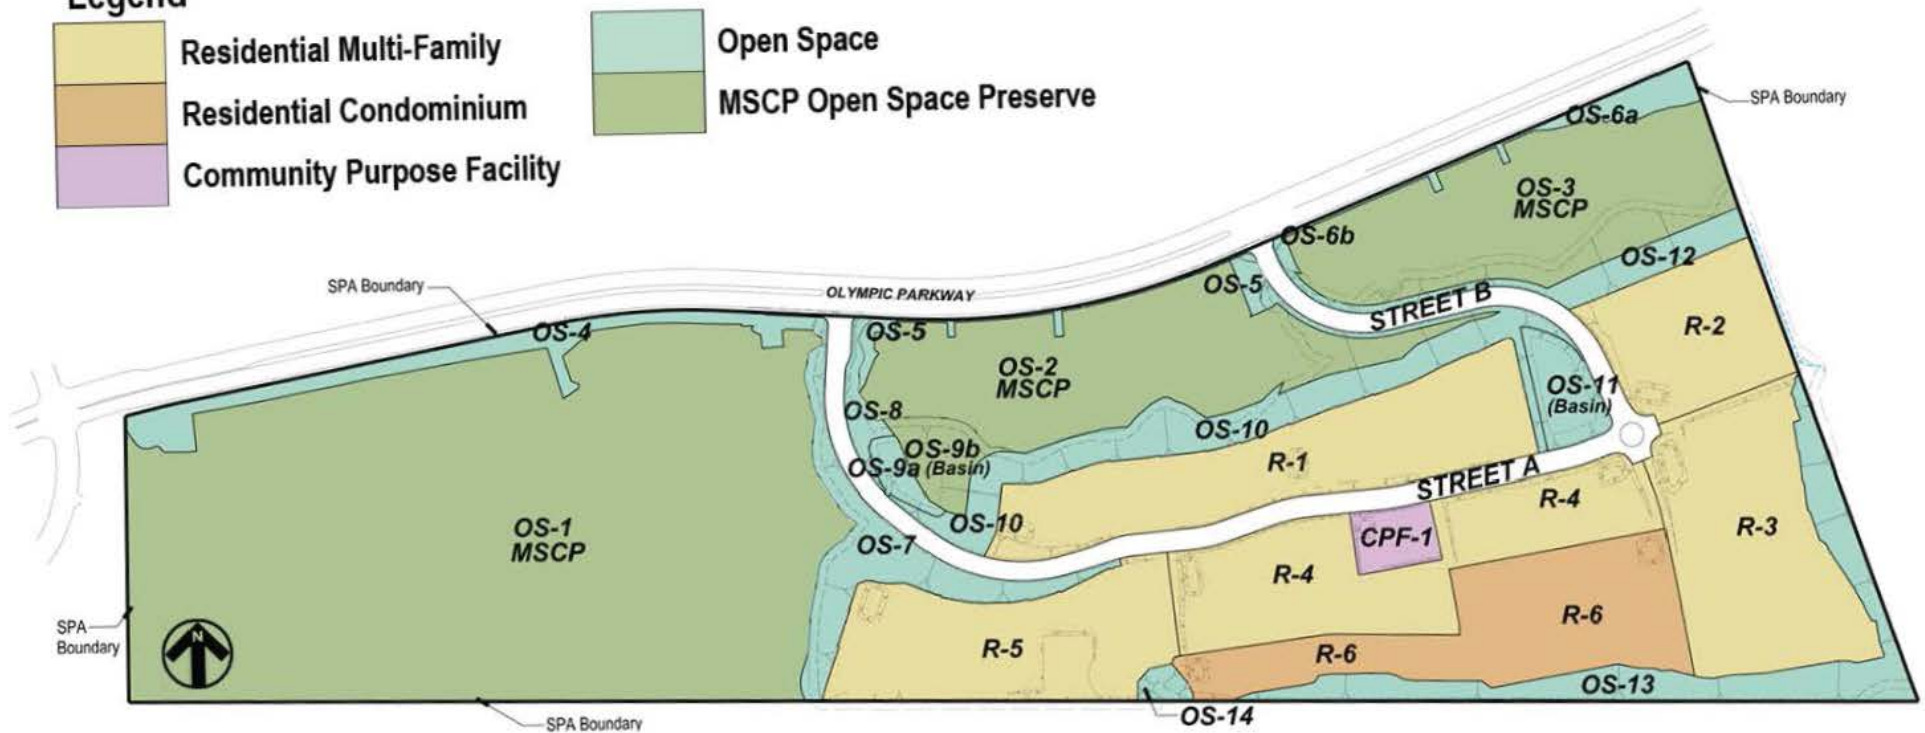 Legend
Residential Multi-Family
Residential Condominium
Community Purpose Facility
Open Space
MSCP Open Space Preserve
SPA Boundary
OS-6a
OS-3
MSCP
OS-6b
OS-12
SPA Boundary
OLYMPIC PARKWAY
OS-5
STREET B
R-2
OS-4
OS-5
OS-2
MSCP
OS-11
(Basin)
OS-8
OS-10
OS-9b
OS-9a (Basin)
R-1
STREET A
R-4
OS-10
OS-1
MSCP
OS-7
CPF-1
R-3
R-4
R-6
SPA
Boundary
N
R-5
R-6
OS-13
OS-14
SPA Boundary